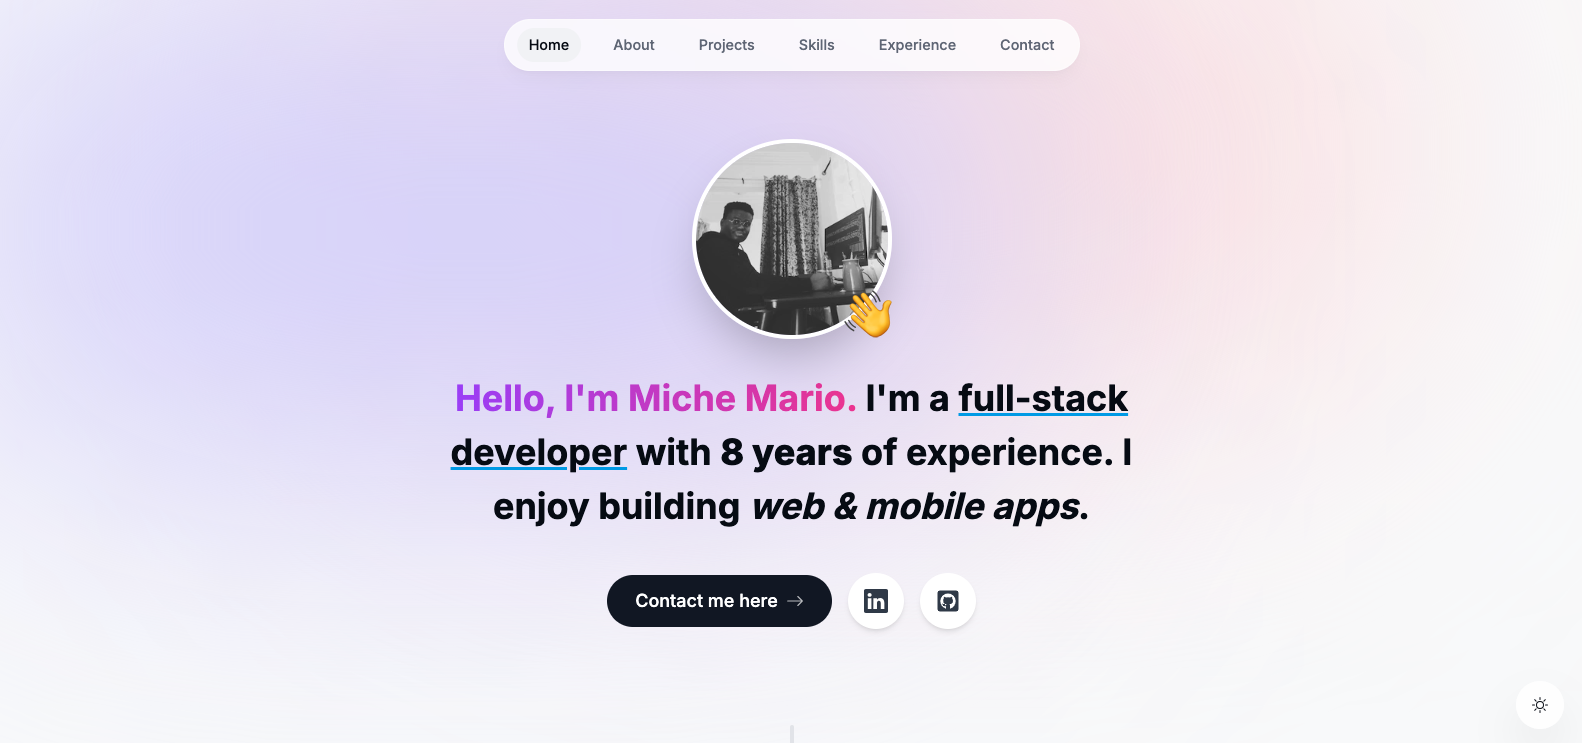 Home About Projects Skills Experience Contact
Hello, I'm Miche Mario. I'm a full-stack
developer with 8 years of experience. I
enjoy building web & mobile apps.
Contact me here →
in